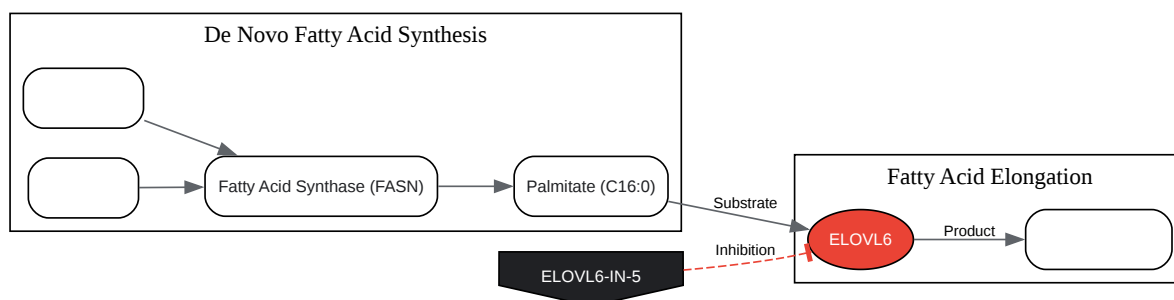 De Novo Fatty Acid Synthesis
Fatty Acid Synthase (FASN)
Palmitate (C16:0)
Substrate
Inhibition
ELOVL6-IN-5
Fatty Acid Elongation
ELOVL6
Product